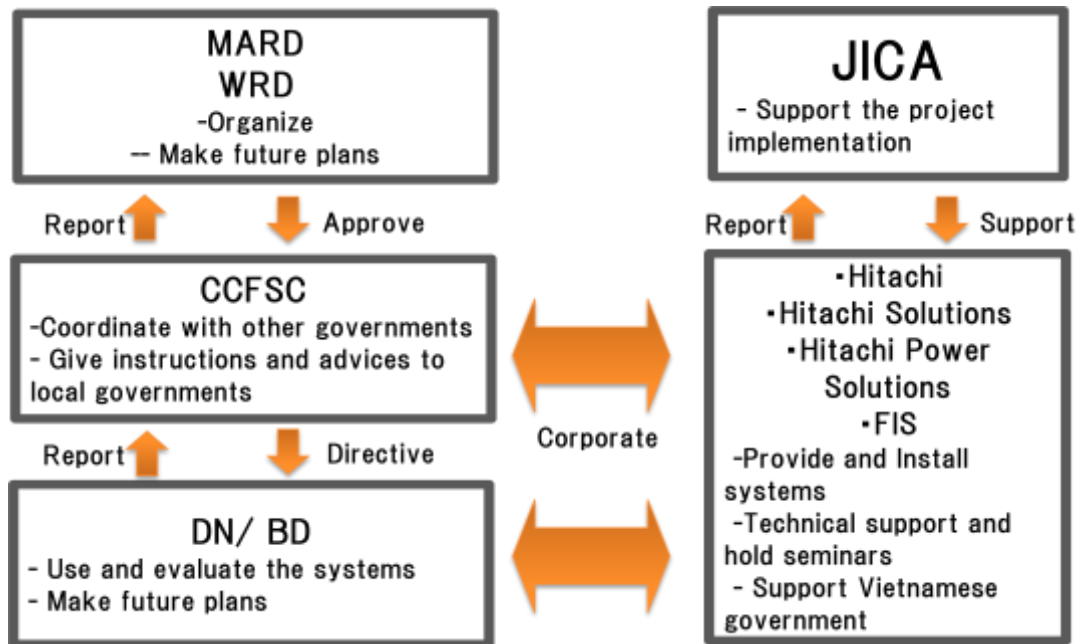 MARD
WRD
-Organize
-- Make future plans
JICA
- Support the project
implementation
Report
Approve
Report
Support
CCFSC
-Coordinate with other governments
- Give instructions and advices to
local governments
▪Hitachi
▪Hitachi Solutions
▪Hitachi Power
Solutions
▪FIS
-Provide and Install
systems
-Technical support and
hold seminars
- Support Vietnamese
government
Corporate
Report
Directive
DN/ BD
- Use and evaluate the systems
- Make future plans